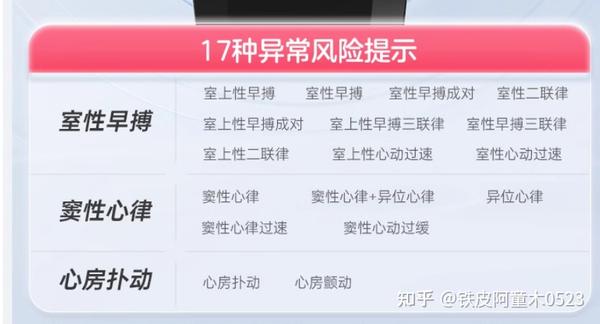 17种异常风险提示
室性早搏
室上性早搏 室性早搏 室性早搏成对 室性二联律
室上性早搏成对 室上性早搏三联律 室性早搏三联律
室上性二联律 室上性心动过速 室性心动过速
窦性心律
窦性心律 窦性心律+异位心律 异位心律
窦性心律过速 窦性心动过缓
心房扑动
心房扑动 心房颤动
知乎 @铁皮阿童木0523